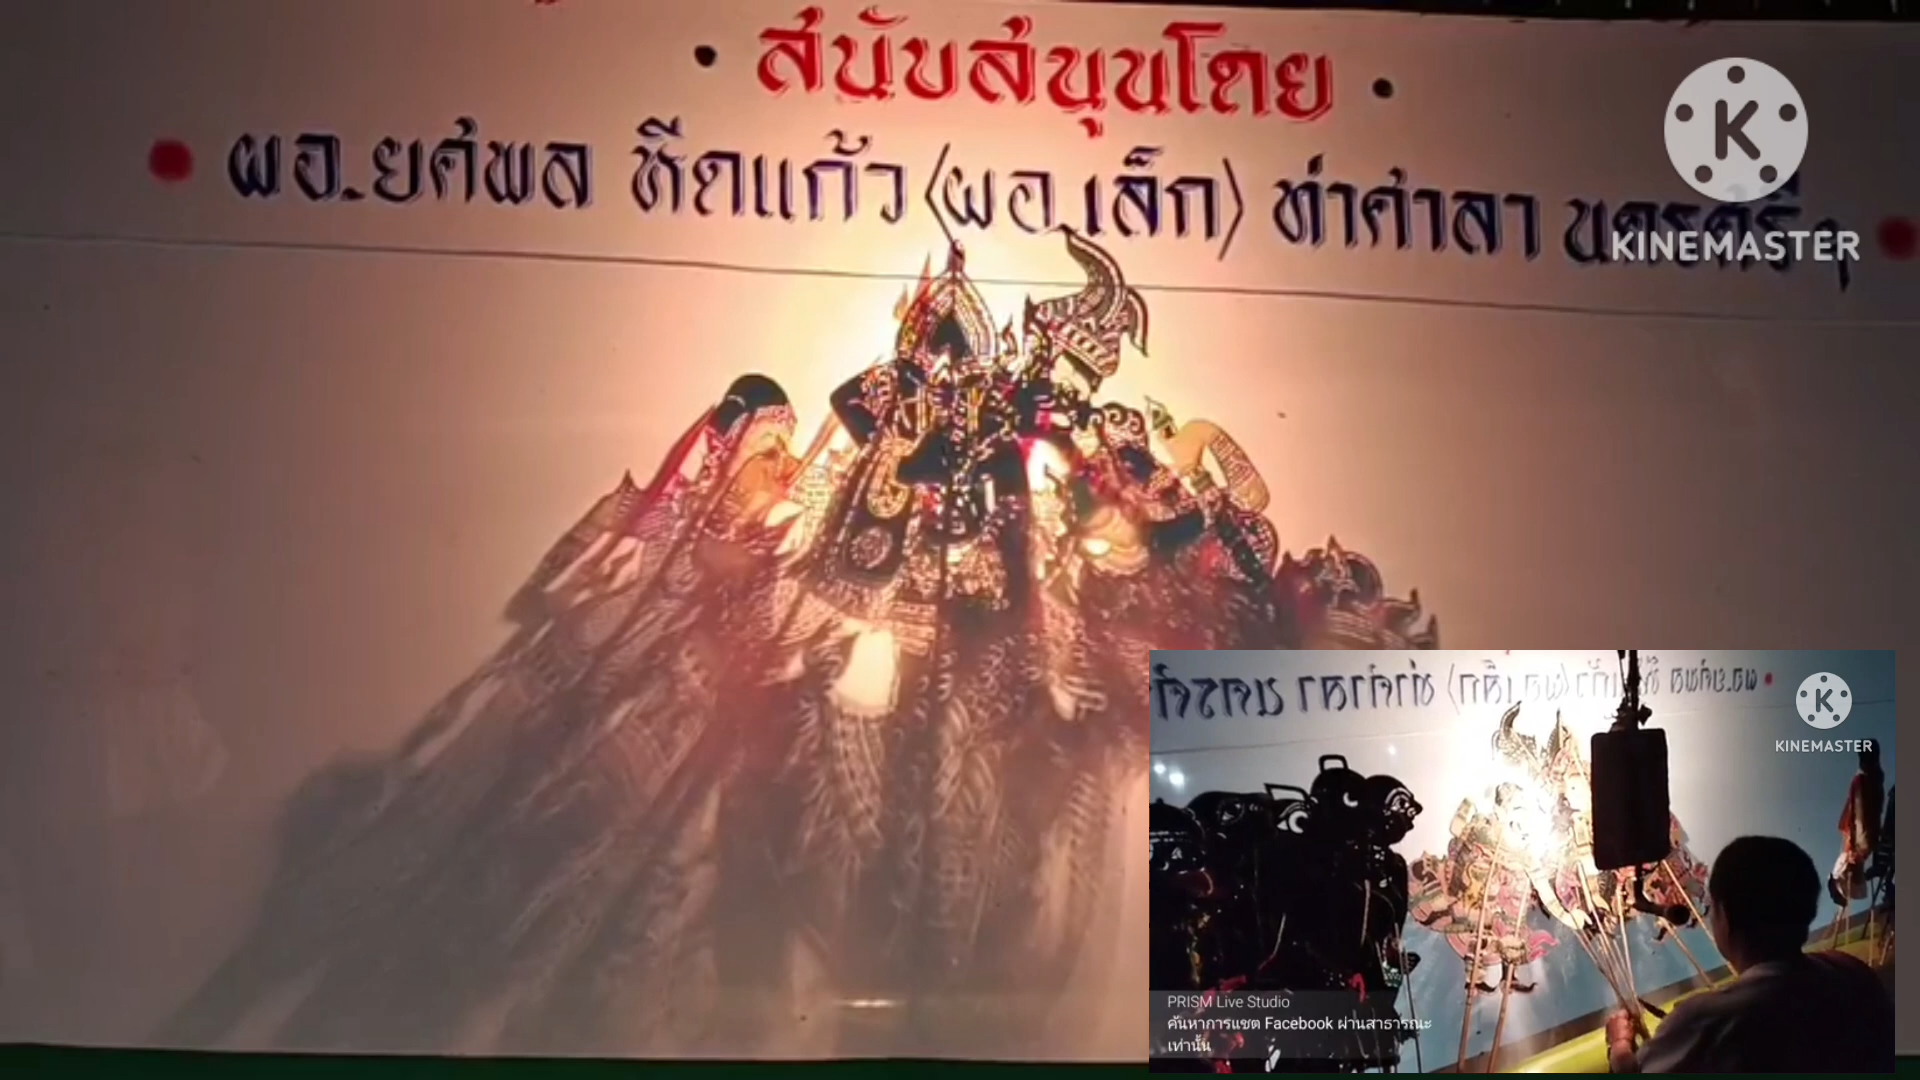 • สนับสนุนโดย •
• ผอ.ยศพล หีดแก้ว (ผอ.เล็ก) ท่าศาลา นครศรีฯ •
KINEMASTER
KINEMASTER
PRISM Live Studio
ค้นหาการแชต Facebook ผ่านสาธารณะ
เท่านั้น